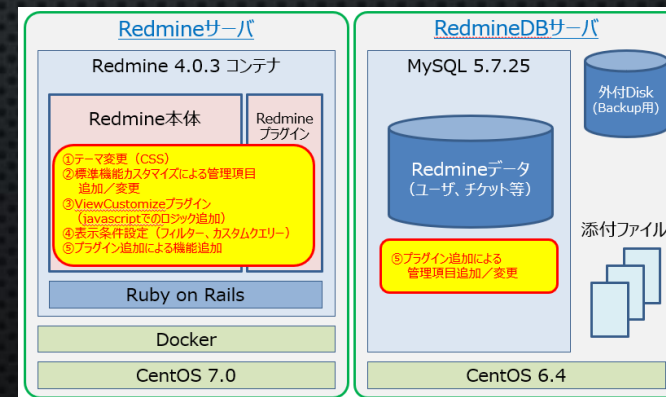 Redmineサーバ
Redmine 4.0.3 コンテナ
Redmine本体
Redmine
プラグイン
①テーマ変更（CSS）
②標準機能カスタマイズによる管理項目
追加／変更
③ViewCustomizeプラグイン
（javascriptでのロジック追加）
④表示条件設定（フィルター、カスタムクエリー）
⑤プラグイン追加による機能追加
Ruby on Rails
Docker
CentOS 7.0
RedmineDBサーバ
MySQL 5.7.25
Redmineデータ
（ユーザ、チケット等）
⑤プラグイン追加による
管理項目追加／変更
外付Disk
(Backup用)
添付ファイル
CentOS 6.4